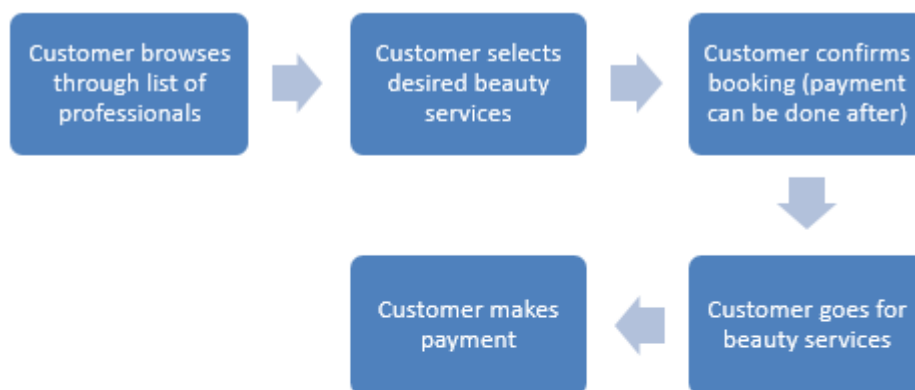 Customer browses
through list of
professionals
Customer selects
desired beauty
services
Customer confirms
booking (payment
can be done after)
Customer goes for
beauty services
Customer makes
payment